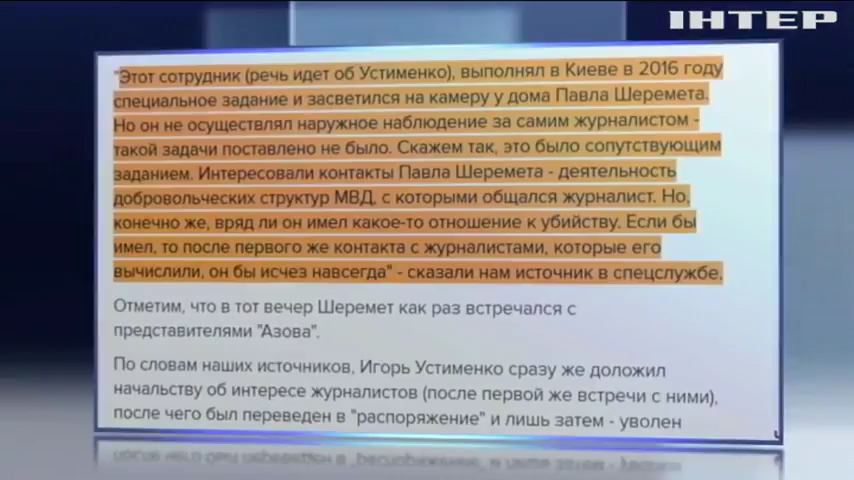 ІНТЕР
"Этот сотрудник (речь идет об Устименко), выполнял в Киеве в 2016 году
специальное задание и засветился на камеру у дома Павла Шеремета.
Но он не осуществлял наружное наблюдение за самим журналистом -
такой задачи поставлено не было. Скажем так, это было сопутствующим
заданием. Интересовали контакты Павла Шеремета - деятельность
добровольческих структур МВД, с которыми общался журналист. Но,
конечно же, вряд ли он имел какое-то отношение к убийству. Если бы
имел, то после первого же контакта с журналистами, которые его
вычислили, он бы исчез навсегда" - сказали нам источник в спецслужбе.
Отметим, что в тот вечер Шеремет как раз встречался с
представителями "Азова".
По словам наших источников, Игорь Устименко сразу же доложил
начальству об интересе журналистов (после первой же встречи с ними),
после чего был переведен в "распоряжение" и лишь затем - уволен